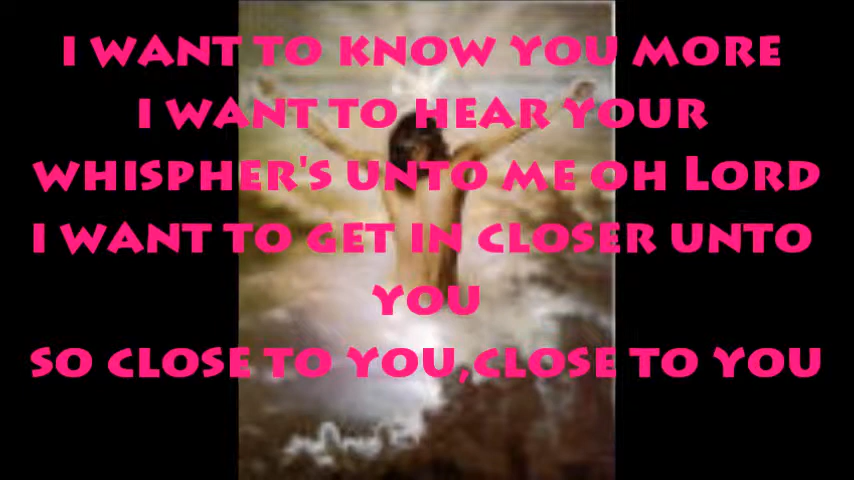 I WANT TO KNOW YOU MORE
I WANT TO HEAR YOUR
WHISPHER'S UNTO ME OH LORD
I WANT TO GET IN CLOSER UNTO
YOU
SO CLOSE TO YOU,CLOSE TO YOU